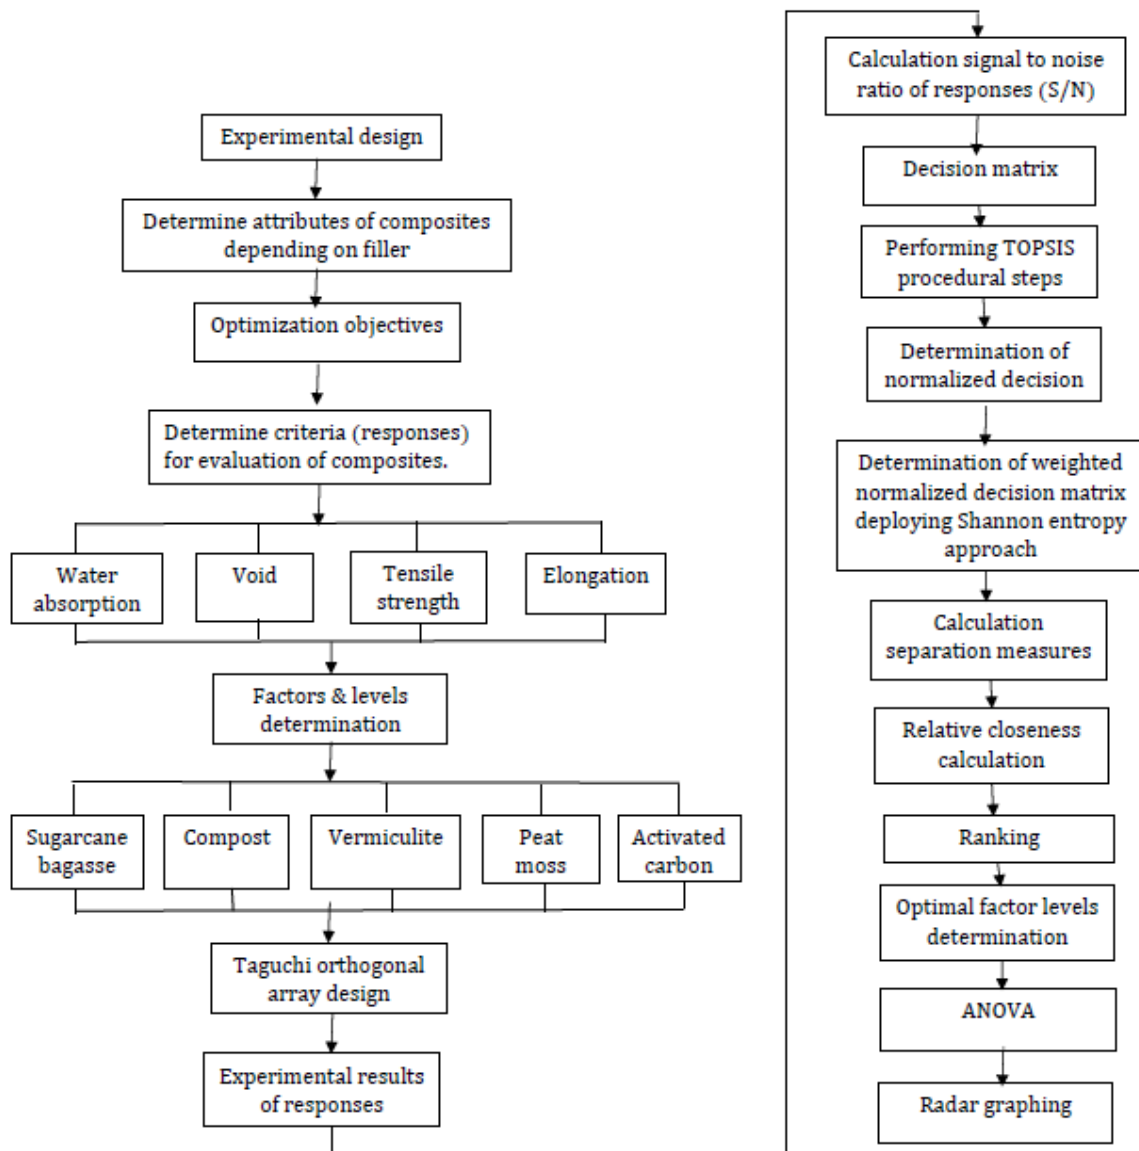 Experimental design
Determine attributes of composites
depending on filler
Optimization objectives
Determine criteria (responses)
for evaluation of composites.
Water
absorption
Void
Tensile
strength
Elongation
Factors & levels
determination
Sugarcane
bagasse
Compost
Vermiculite
Peat
moss
Activated
carbon
Taguchi orthogonal
array design
Experimental results
of responses
Calculation signal to noise
ratio of responses (S/N)
Decision matrix
Performing TOPSIS
procedural steps
Determination of
normalized decision
Determination of weighted
normalized decision matrix
deploying Shannon entropy
approach
Calculation
separation measures
Relative closeness
calculation
Ranking
Optimal factor levels
determination
ANOVA
Radar graphing